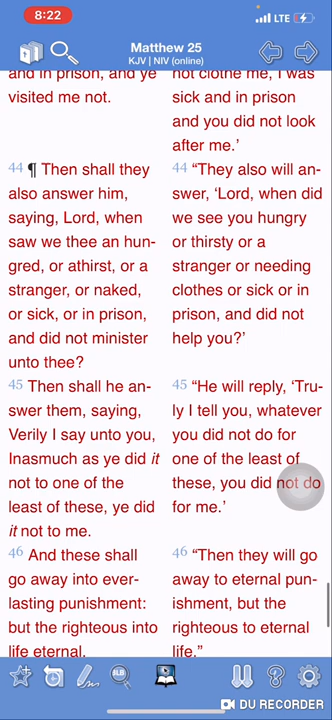 8:22
LTE
Matthew 25
KJV | NIV (online)
and in prison, and ye
visited me not.
44 ¶ Then shall they
also answer him,
saying, Lord, when
saw we thee an hun-
gred, or athirst, or a
stranger, or naked,
or sick, or in prison,
and did not minister
unto thee?
45 Then shall he an-
swer them, saying,
Verily I say unto you,
Inasmuch as ye did it
not to one of the
least of these, ye did
it not to me.
46 And these shall
go away into ever-
lasting punishment:
but the righteous into
life eternal.
not clothe me, I was
sick and in prison
and you did not look
after me.’
44 “They also will an-
swer, ‘Lord, when did
we see you hungry
or thirsty or a
stranger or needing
clothes or sick or in
prison, and did not
help you?’
45 “He will reply, ‘Tru-
ly I tell you, whatever
you did not do for
one of the least of
these, you did not do
for me.’
46 “Then they will go
away to eternal pun-
ishment, but the
righteous to eternal
life.”
SLB
DU RECORDER